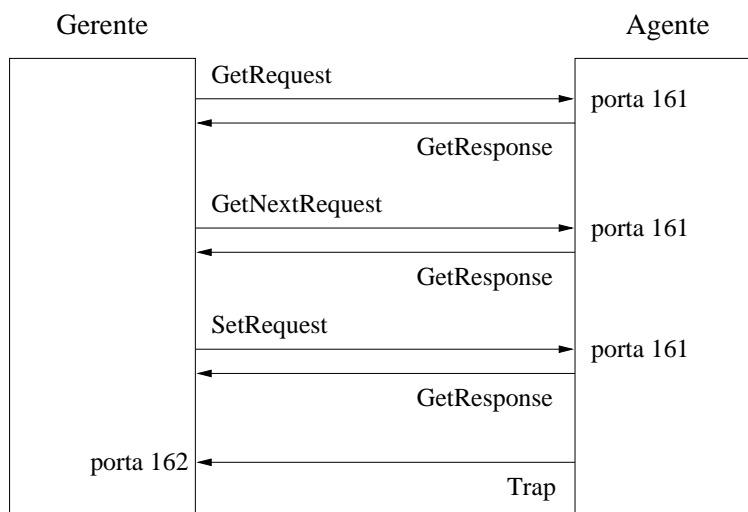 Gerente
Agente
GetRequest
porta 161
GetResponse
GetNextRequest
porta 161
GetResponse
SetRequest
porta 161
GetResponse
porta 162
Trap